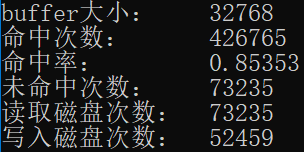 buffer大小: 32768
命中次数: 426765
命中率: 0.85353
未命中次数: 73235
读取磁盘次数: 73235
写入磁盘次数: 52459